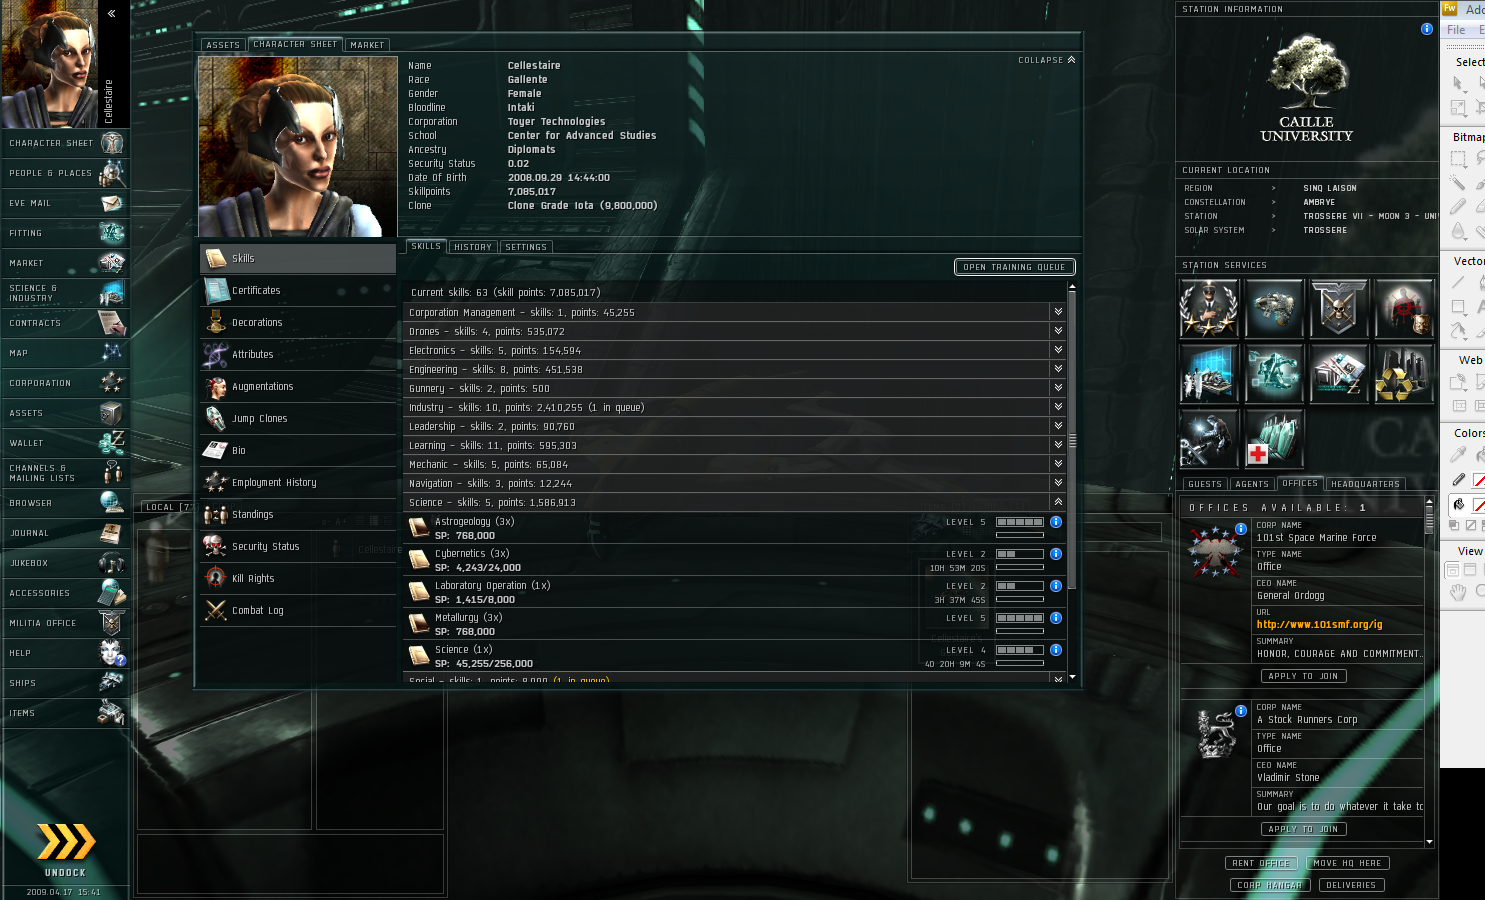 «
Cellestaire
CHARACTER SHEET
PEOPLE & PLACES
EVE MAIL
FITTING
MARKET
SCIENCE &
INDUSTRY
CONTRACTS
MAP
CORPORATION
ASSETS
WALLET
CHANNELS &
MAILING LISTS
BROWSER
JOURNAL
JUKEBOX
ACCESSORIES
MILITIA OFFICE
HELP
SHIPS
ITEMS
UNDOCK
2009.04.17 15:41
ASSETS CHARACTER SHEET MARKET
COLLAPSE
Name Cellestaire
Race Gallente
Gender Female
Bloodline Intaki
Corporation Toyer Technologies
School Center for Advanced Studies
Ancestry Diplomats
Security Status 0.02
Date Of Birth 2008.09.29 14:44:00
Skillpoints 7,085,017
Clone Clone Grade Iota (9,800,000)
Skills
Certificates
Decorations
Attributes
Augmentations
Jump Clones
Bio
Employment History
Standings
Security Status
Kill Rights
Combat Log
SKILLS HISTORY SETTINGS
OPEN TRAINING QUEUE
Current skills: 63 (skill points: 7,085,017)
Corporation Management - skills: 1, points: 45,255
Drones - skills: 4, points: 535,072
Electronics - skills: 5, points: 154,594
Engineering - skills: 8, points: 451,538
Gunnery - skills: 2, points: 500
Industry - skills: 10, points: 2,410,255 (1 in queue)
Leadership - skills: 2, points: 90,760
Learning - skills: 11, points: 595,303
Mechanic - skills: 5, points: 65,084
Navigation - skills: 3, points: 12,244
Science - skills: 5, points: 1,586,913
Astrogeology (3x) LEVEL 5
SP: 768,000
Cybernetics (3x) LEVEL 2
SP: 4,243/24,000 10H 53M 20S
Laboratory Operation (1x) LEVEL 2
SP: 1,415/8,000 3H 37M 45S
Metallurgy (3x) LEVEL 5
SP: 768,000
Science (1x) LEVEL 4
SP: 45,255/256,000 4D 20H 9M 4S
Social - skills: 1, points: 8,000 (1 in queue)
LOCAL [7
Cellestaire
STATION INFORMATION
CAILLE
UNIVERSITY
CURRENT LOCATION
REGION > SINQ LAISON
CONSTELLATION > AMBRYE
STATION > TROSSERE VII - MOON 3 - UNI
SOLAR SYSTEM > TROSSERE
STATION SERVICES
GUESTS AGENTS OFFICES HEADQUARTERS
OFFICES AVAILABLE: 1
CORP NAME
101st Space Marine Force
TYPE NAME
Office
CEO NAME
General Ordogg
URL
http://www.101smf.org/ig
SUMMARY
HONOR, COURAGE AND COMMITMENT..
APPLY TO JOIN
CORP NAME
A Stock Runners Corp
TYPE NAME
Office
CEO NAME
Vladimir Stone
SUMMARY
Our goal is to do whatever it take to
APPLY TO JOIN
RENT OFFICE MOVE HQ HERE
CORP HANGAR DELIVERIES
Fw Ado
File E
Select
Bitmap
Vector
Web
Colors
View